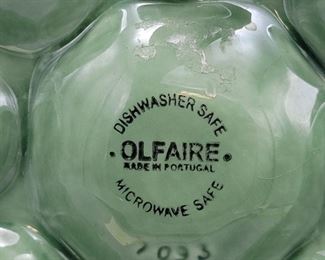 DISHWASHER SAFE
· OLFAIRE ·
MADE IN PORTUGAL
MICROWAVE SAFE